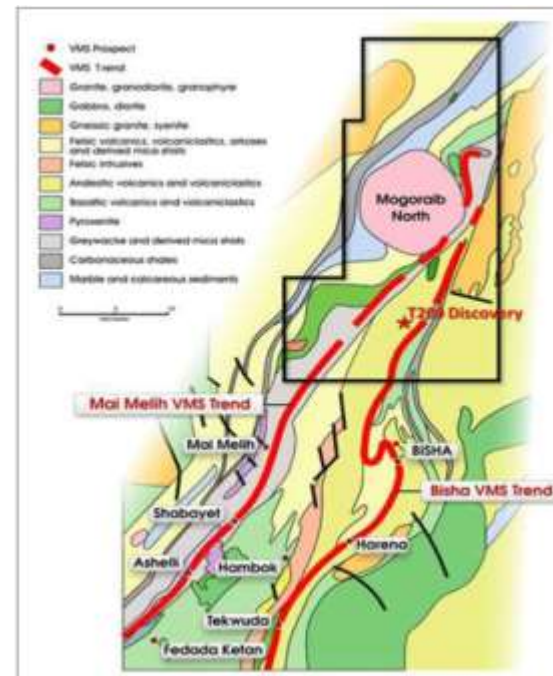 VMS Prospect
VMS Trend
Granite, granodiorite, granophyre
Gabbro, diorite
Gneissic granite, syenite
Felsic volcanics, volcaniclastics, arkoses
and derived mica shists
Felsic intrusives
Andesitic volcanics and volcaniclastics
Basaltic volcanics and volcaniclastics
Pyroxenite
Greywacke and derived mica shists
Carbonaceous shales
Marble and calcareous sediments
Mogoraib
North
Discovery
Mai Melih VMS Trend
Mai Melih
BISHA
Bisha VMS Trend
Shabayet
Harena
Ashelli
Hambok
Tekwuda
Fedada Ketan